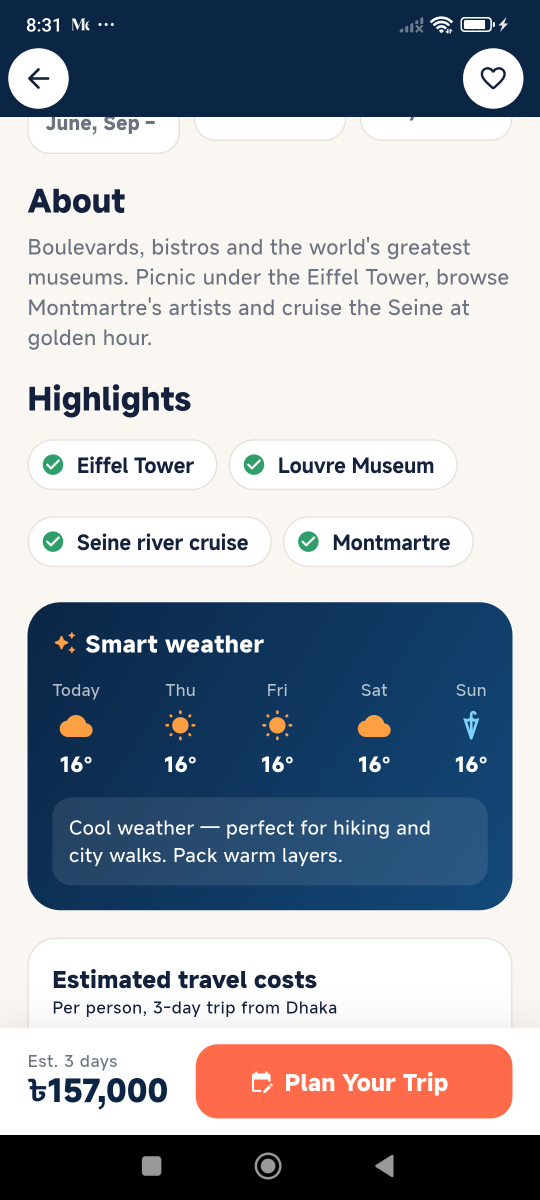 8:31
June, Sep –
About
Boulevards, bistros and the world's greatest
museums. Picnic under the Eiffel Tower, browse
Montmartre's artists and cruise the Seine at
golden hour.
Highlights
Eiffel Tower
Louvre Museum
Seine river cruise
Montmartre
Smart weather
Today Thu Fri Sat Sun
16° 16° 16° 16° 16°
Cool weather — perfect for hiking and
city walks. Pack warm layers.
Estimated travel costs
Per person, 3-day trip from Dhaka
Est. 3 days
৳157,000
Plan Your Trip